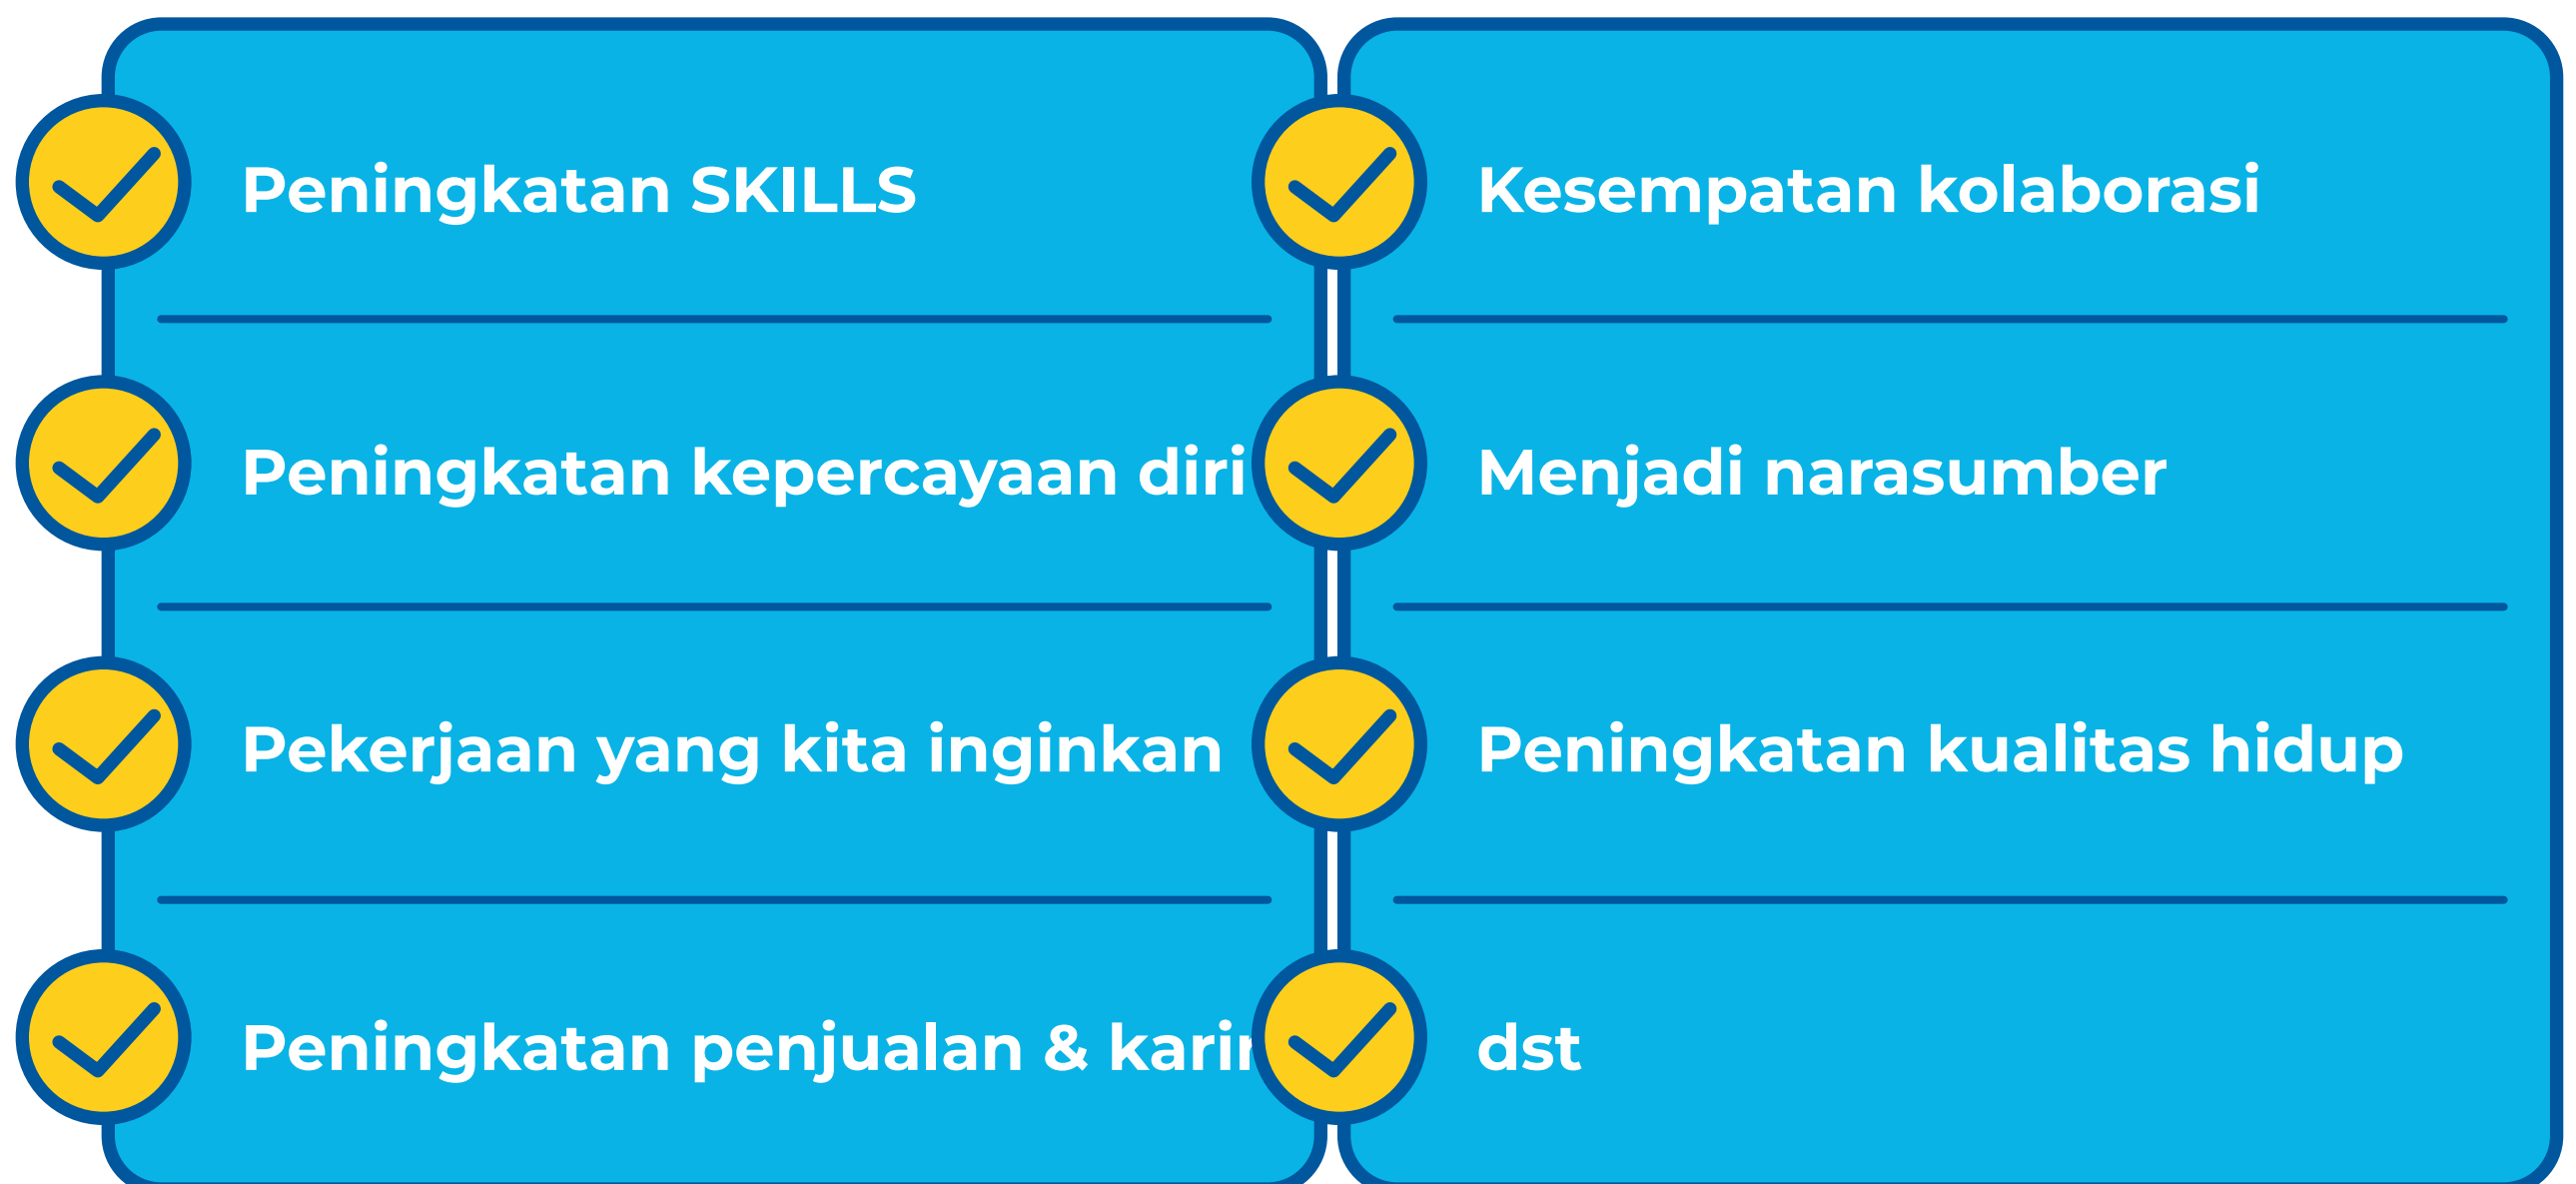 Peningkatan SKILLS
Peningkatan kepercayaan diri
Pekerjaan yang kita inginkan
Peningkatan penjualan &
Kesempatan kolaborasi
Menjadi narasumber
Peningkatan kualitas hidup
dst